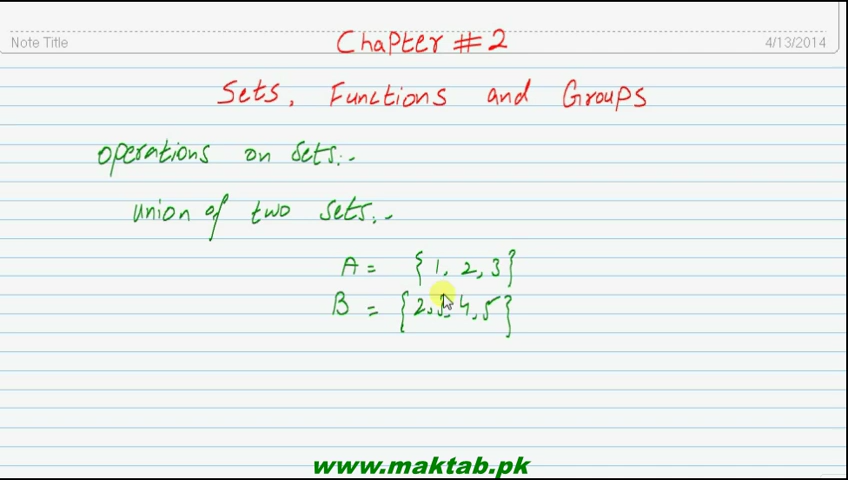 Note Title
Chapter # 2
4/13/2014
Sets, Functions and Groups
operations on sets:-
union of two sets:-
A = {1, 2, 3}
B = {2, 3, 4, 5}
www.maktab.pk